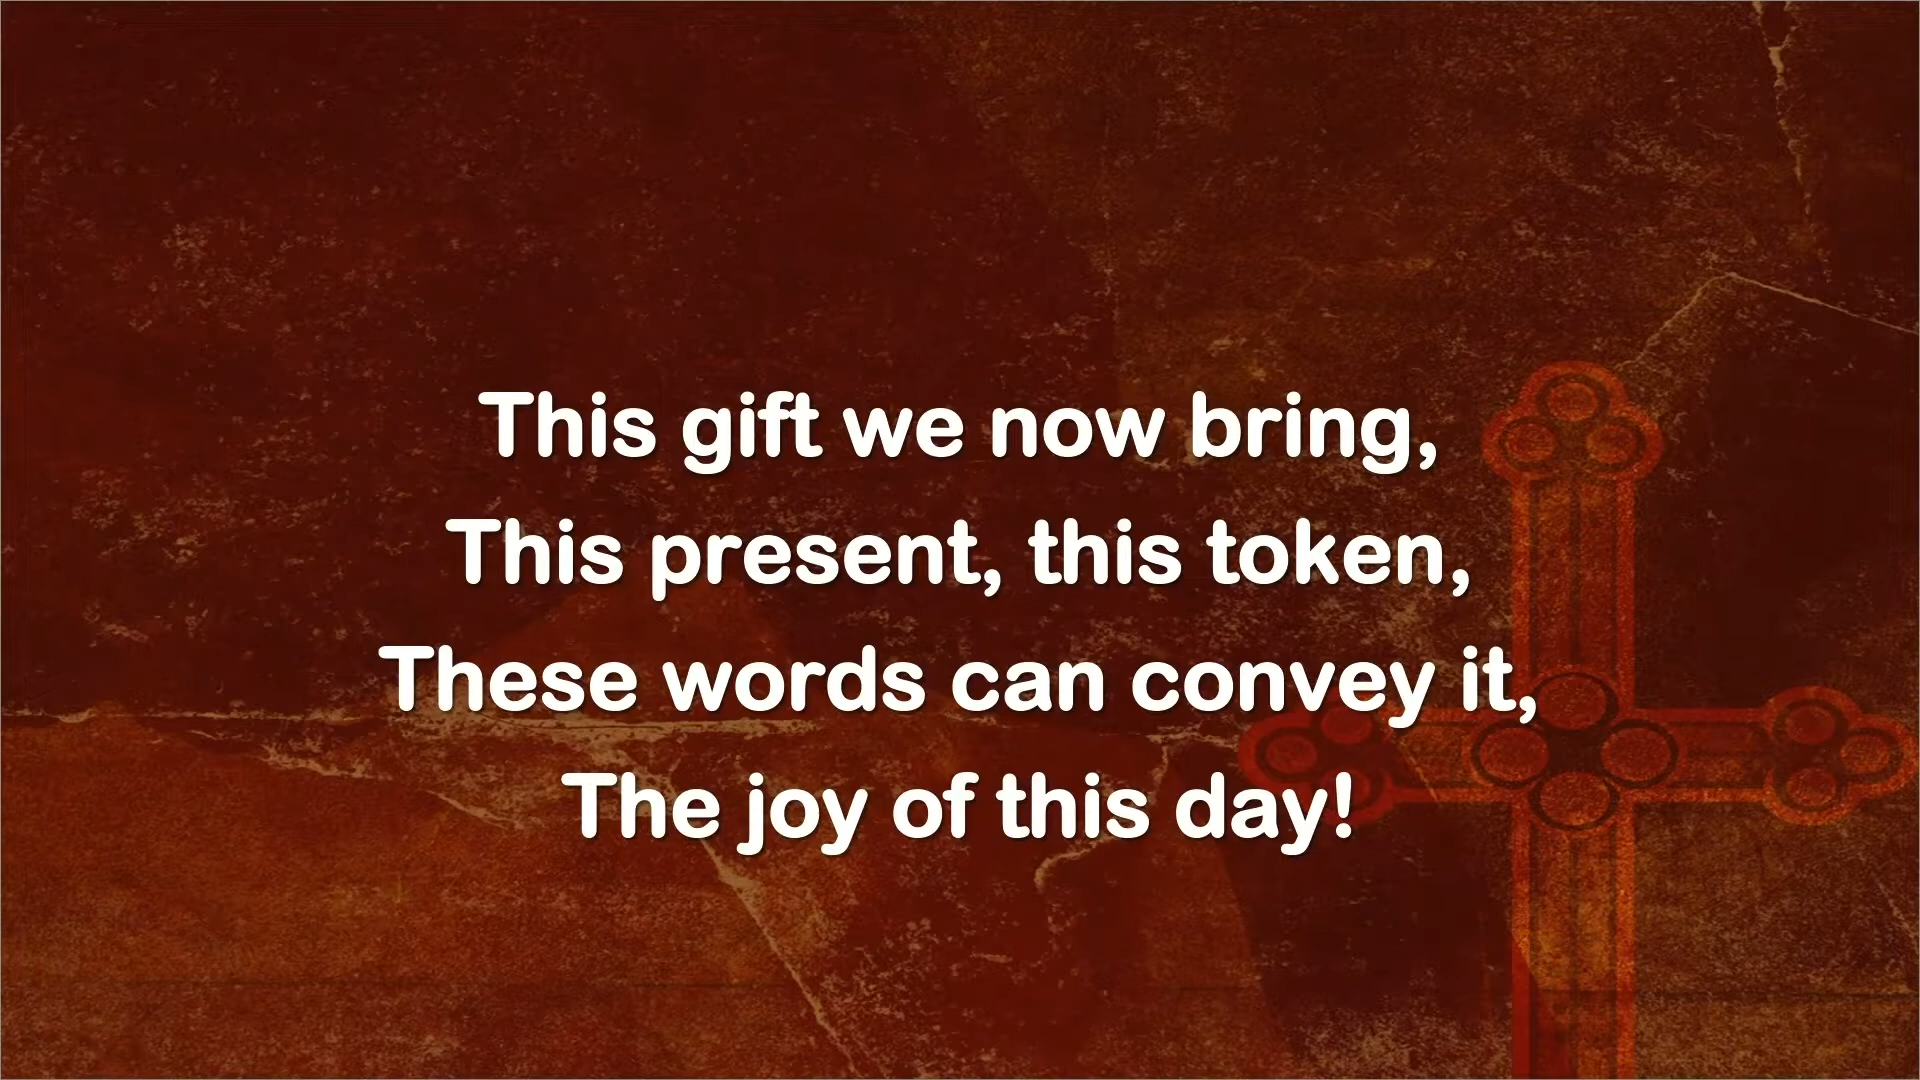 This gift we now bring,
This present, this token,
These words can convey it,
The joy of this day!